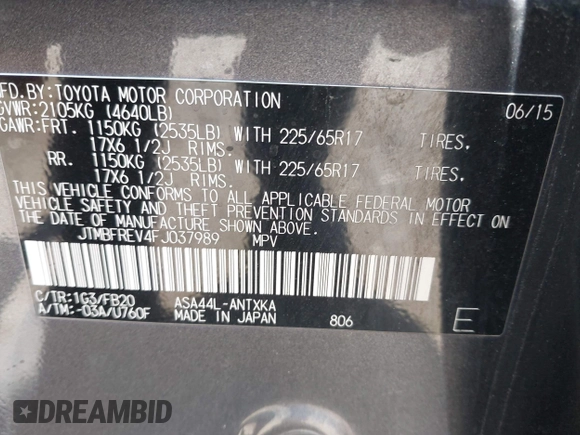 MFD.BY:TOYOTA MOTOR CORPORATION 06/15
GVWR:2105KG (4640LB)
GAWR:FRT. 1150KG (2535LB) WITH 225/65R17 TIRES.
17X6 1/2J RIMS.
RR. 1150KG (2535LB) WITH 225/65R17 TIRES.
17X6 1/2J RIMS.
THIS VEHICLE CONFORMS TO ALL APPLICABLE FEDERAL MOTOR
VEHICLE SAFETY AND THEFT PREVENTION STANDARDS IN EFFECT ON
THE DATE OF MANUFACTURE SHOWN ABOVE.
JTMBFREV4FJ037989 MPV
C/TR:1G3/FB20 ASA44L-ANTXKA
A/TM:-03A/U760F MADE IN JAPAN 806 E
DREAMBID